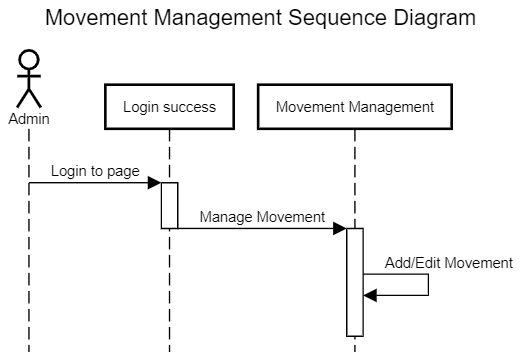 Movement Management Sequence Diagram
Admin
Login success
Movement Management
Login to page
Manage Movement
Add/Edit Movement